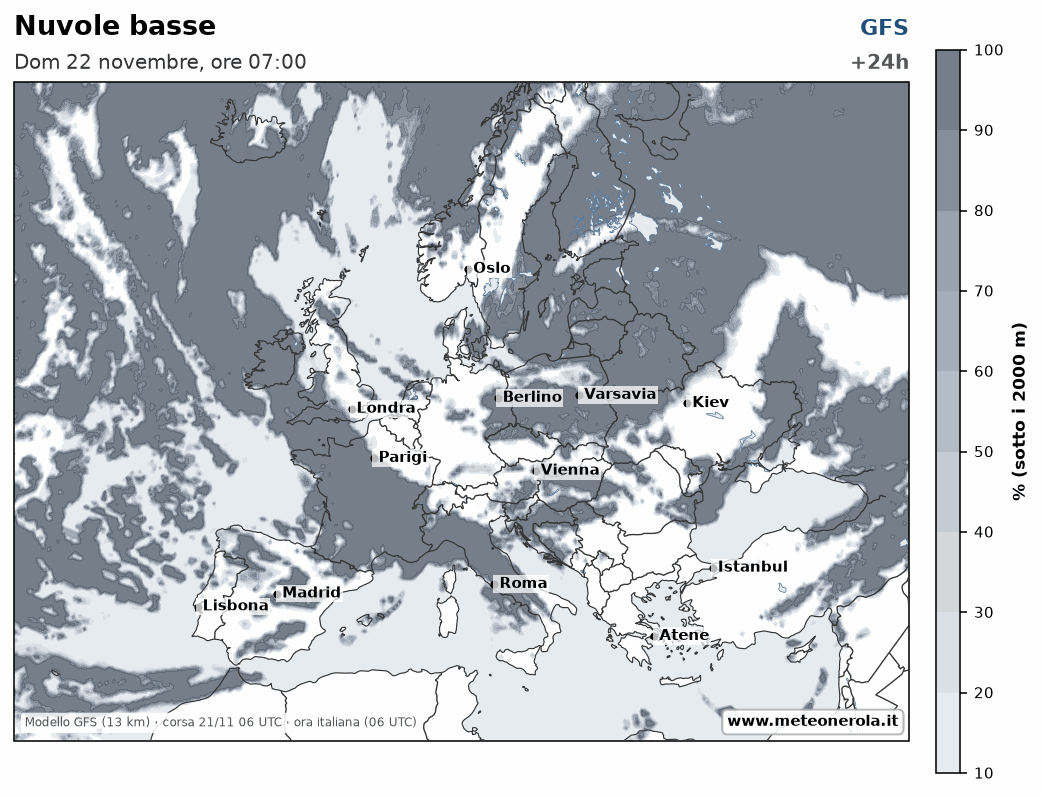 Nuvole basse
GFS
Dom 22 novembre, ore 07:00
+24h
Oslo
Londra
Berlino
Varsavia
Kiev
Parigi
Vienna
Istanbul
Roma
Madrid
Lisbona
Atene
Modello GFS (13 km) · corsa 21/11 06 UTC · ora italiana (06 UTC)
www.meteonerola.it
100
90
80
70
60
50
40
30
20
10
% (sotto i 2000 m)